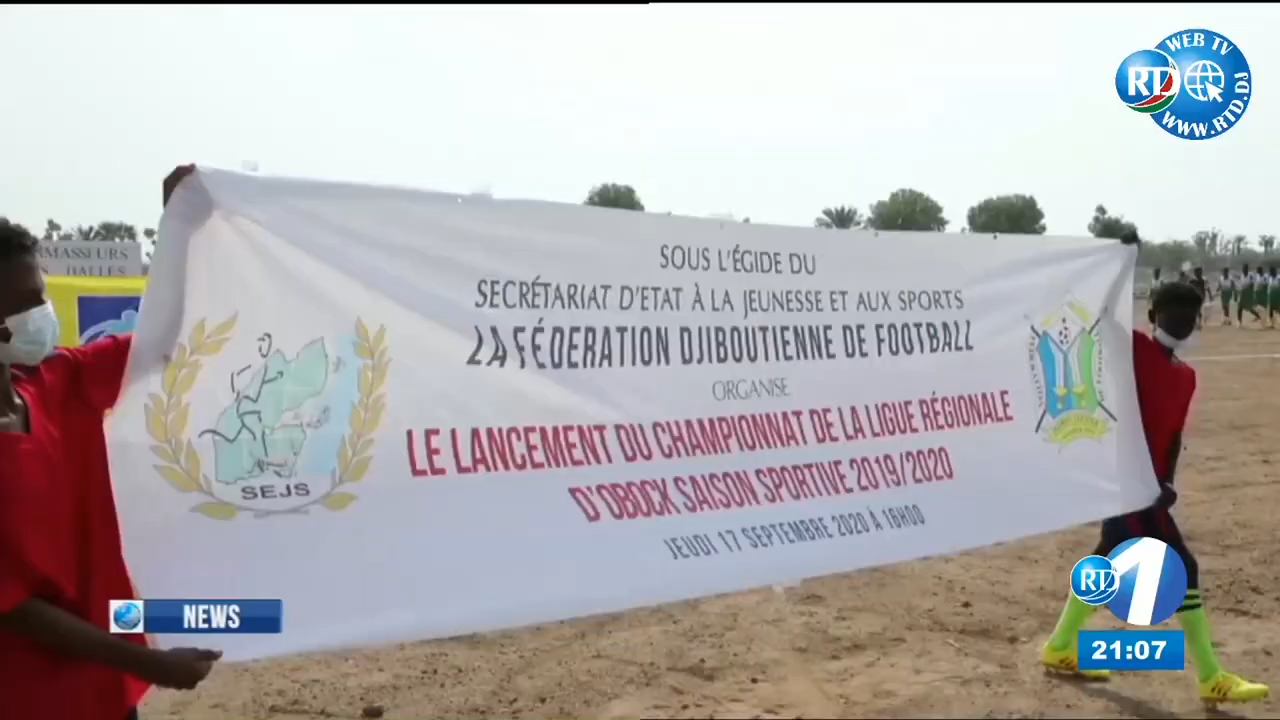 WEB TV
RTD
WWW.RTD.DJ
SOUS L'ÉGIDE DU
SECRÉTARIAT D'ETAT À LA JEUNESSE ET AUX SPORTS
LA FÉDERATION DJIBOUTIENNE DE FOOTBALL
ORGANISE
LE LANCEMENT DU CHAMPIONNAT DE LA LIGUE RÉGIONALE
D'OBOCK SAISON SPORTIVE 2019/2020
JEUDI 17 SEPTEMBRE 2020 À 16H00
SEJS
NEWS
RTD 1
21:07